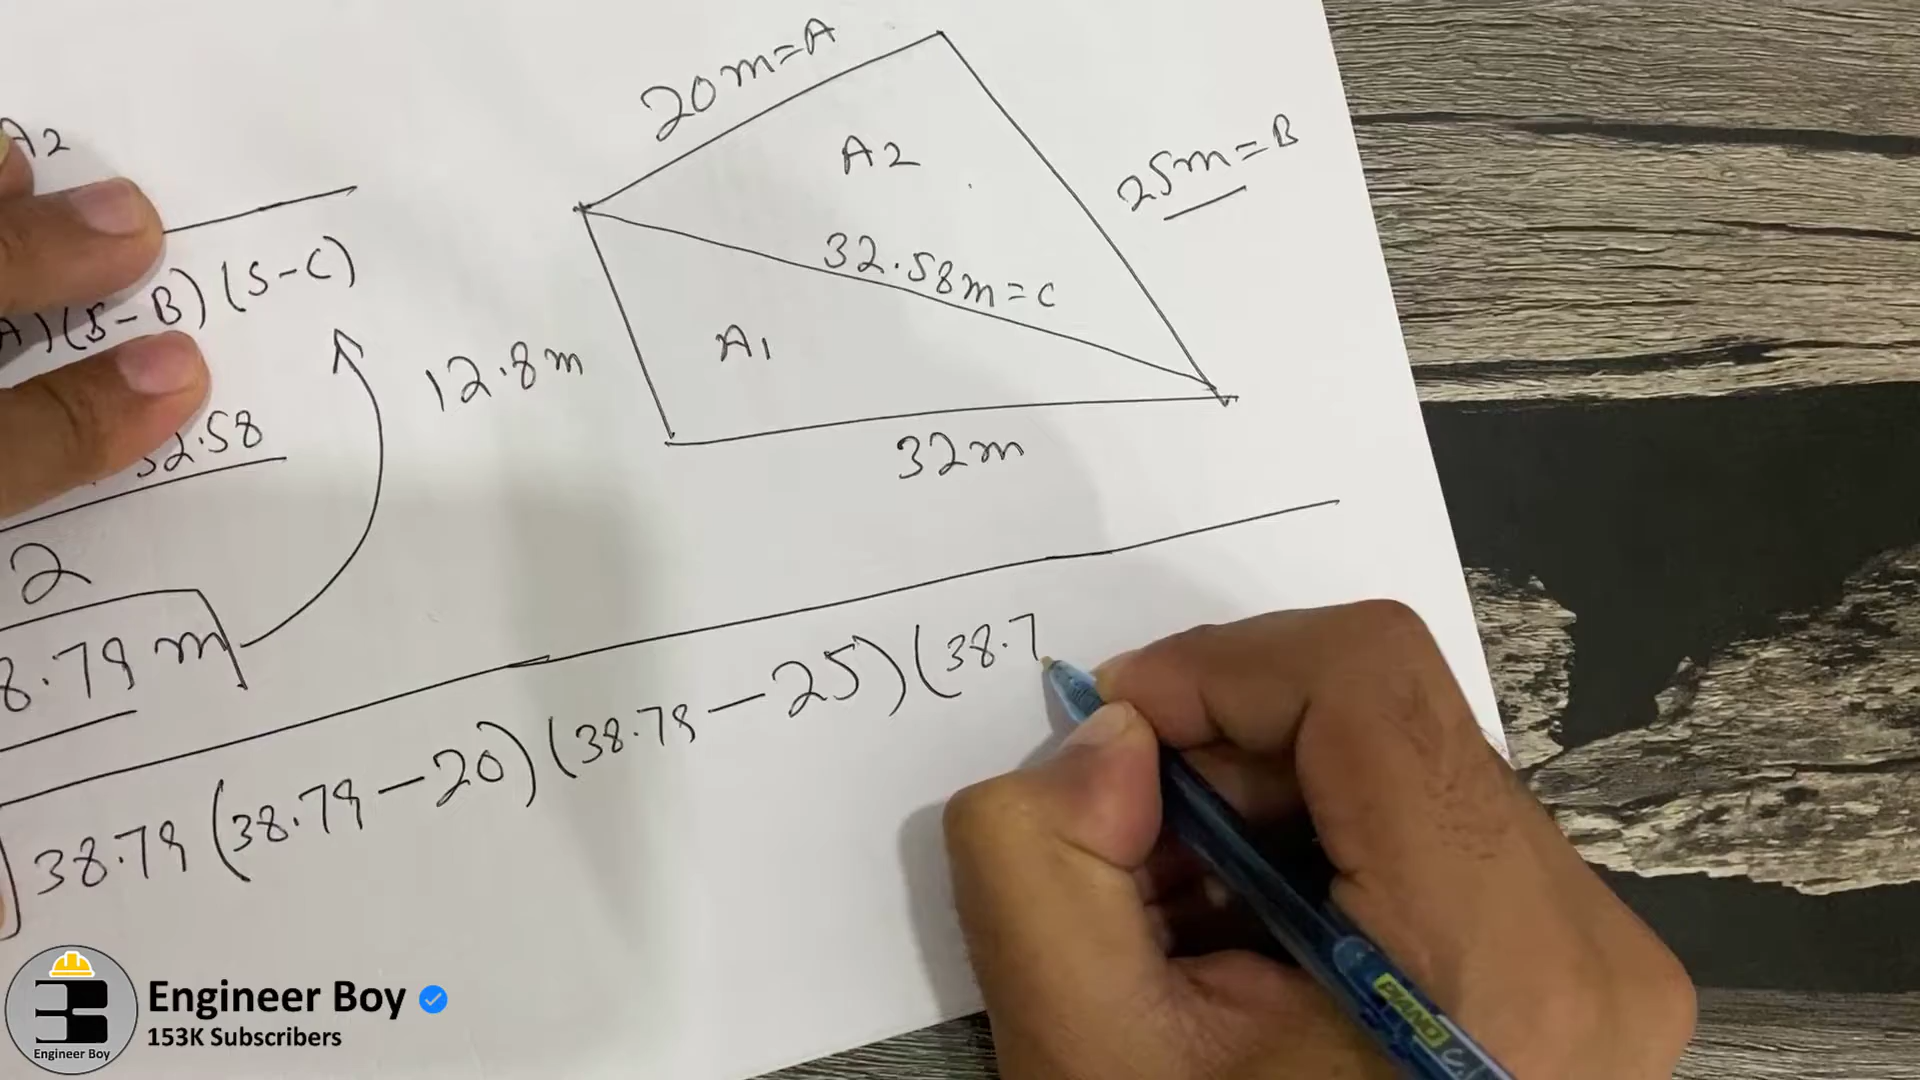 20m=A
A2
A2
25m=B
32.58m=C
)(S-B)(S-C)
A1
12.8m
32.58
32m
2
8.79 m
38.79 (38.79-20)(38.79-25)(38.7
PIANO
Engineer Boy
153K Subscribers
Engineer Boy